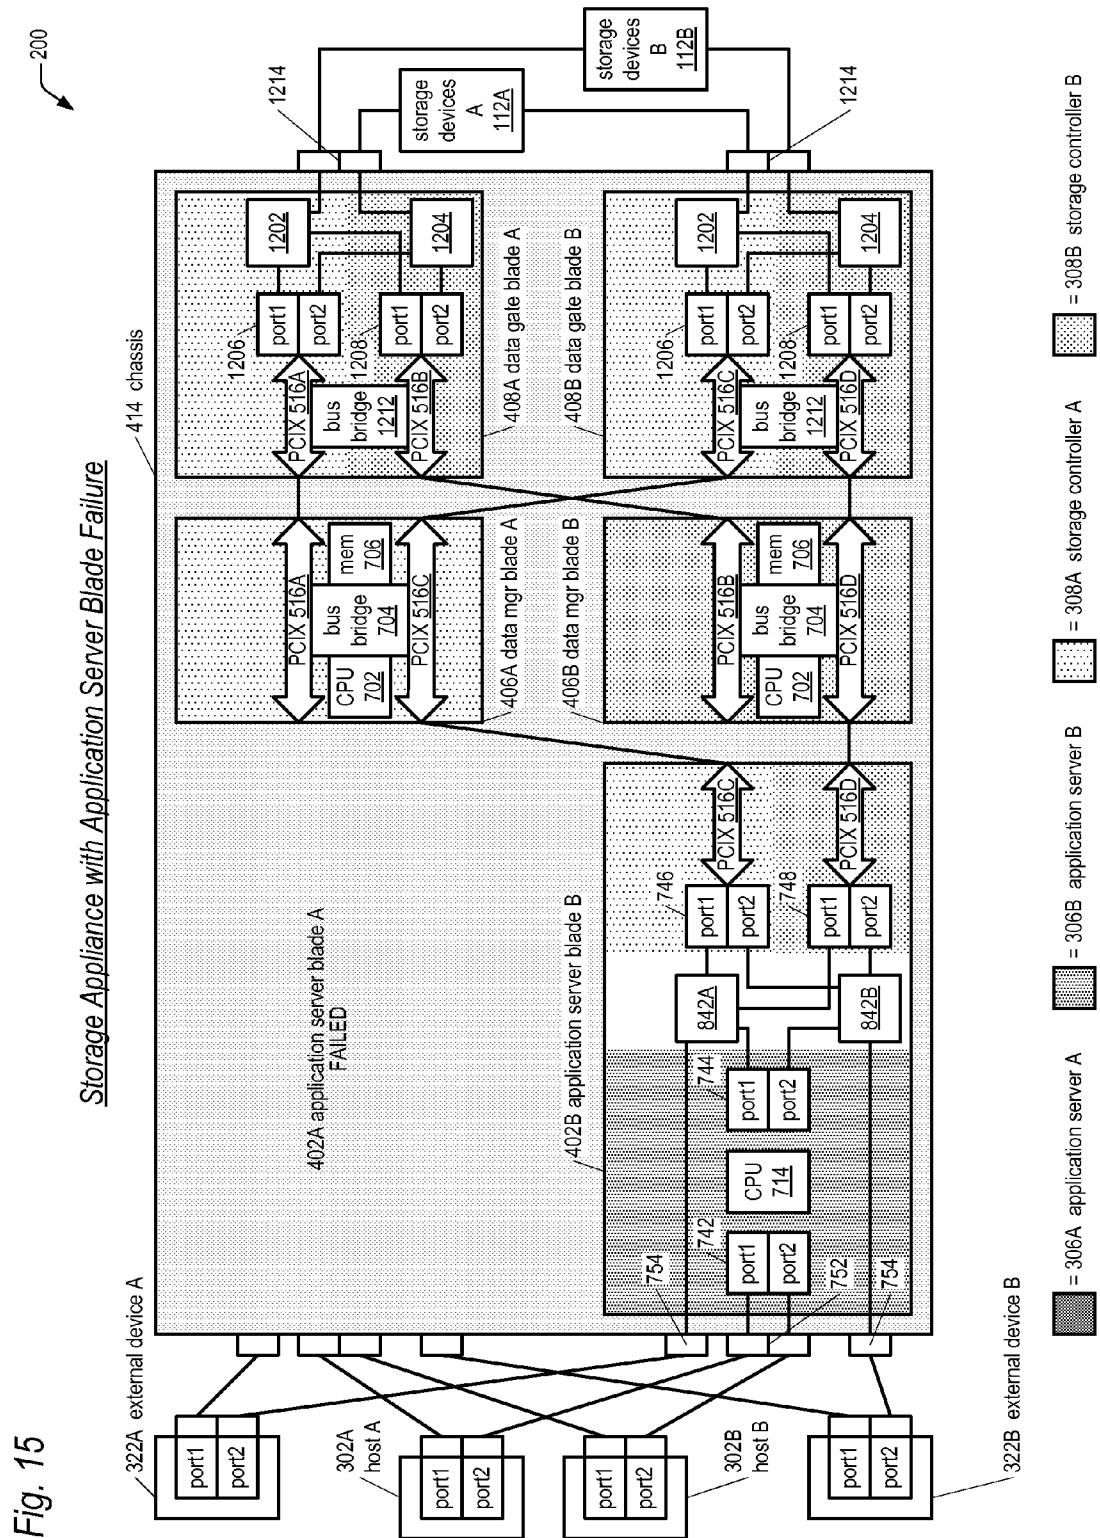 Fig. 15
Storage Appliance with Application Server Blade Failure
200
414 chassis
322A external device A
port1
port2
302A
host A
port1
port2
302B
host B
port1
port2
322B external device B
port1
port2
402A application server blade A
FAILED
402B application server blade B
754
742
port1
port2
752
754
CPU
714
744
port1
port2
842A
842B
746
port1
port2
748
port1
port2
PCIX 516C
PCIX 516D
406A data mgr blade A
PCIX 516A
CPU
702
bus
bridge
704
mem
706
PCIX 516C
406B data mgr blade B
PCIX 516B
CPU
702
bus
bridge
704
mem
706
PCIX 516D
408A data gate blade A
PCIX 516A
bus
bridge
1212
PCIX 516B
1206
port1
port2
1208
port1
port2
1202
1204
408B data gate blade B
PCIX 516C
bus
bridge
1212
PCIX 516D
1206
port1
port2
1208
port1
port2
1202
1204
1214
1214
storage
devices
A
112A
storage
devices
B
112B
= 306A application server A
= 306B application server B
= 308A storage controller A
= 308B storage controller B